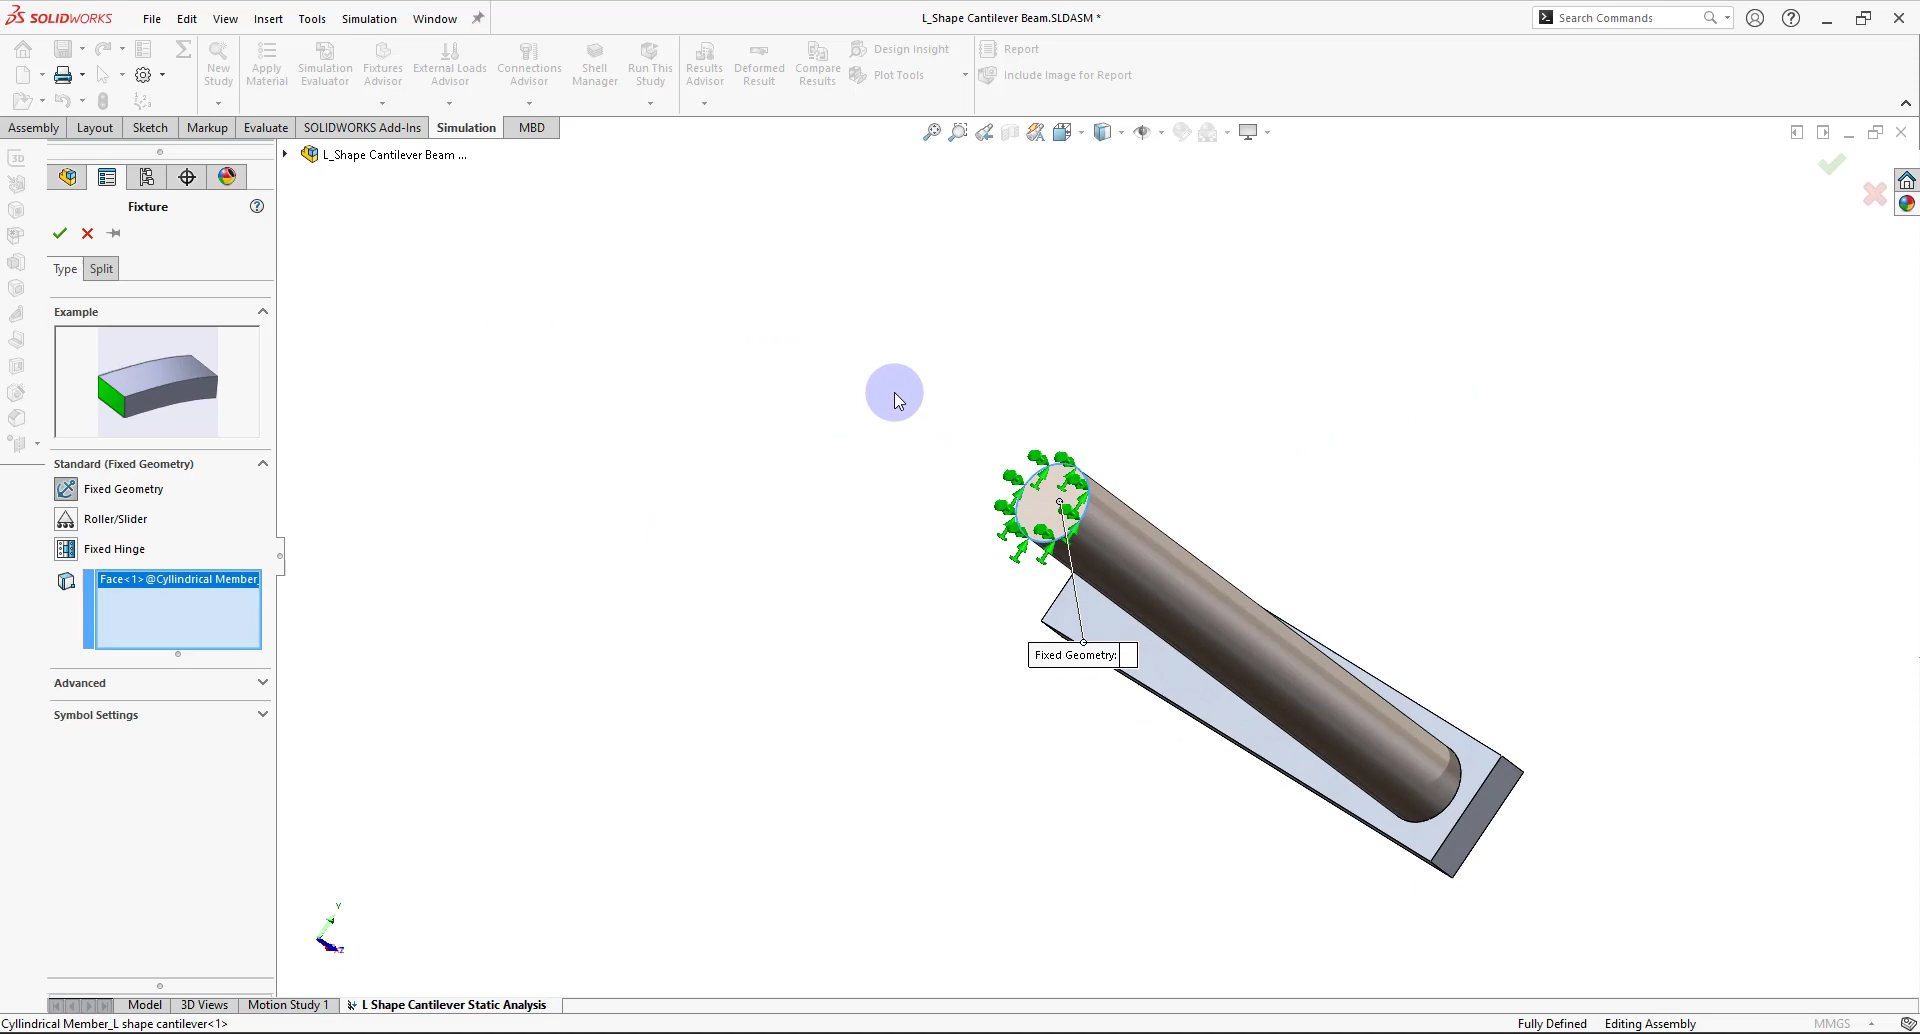 SOLIDWORKS
File Edit View Insert Tools Simulation Window
L_Shape Cantilever Beam.SLDASM *
Search Commands
New Study
Apply Material
Simulation Evaluator
Fixtures Advisor
External Loads Advisor
Connections Advisor
Shell Manager
Run This Study
Results Advisor
Deformed Result
Compare Results
Design Insight
Plot Tools
Report
Include Image for Report
Assembly Layout Sketch Markup Evaluate SOLIDWORKS Add-Ins Simulation MBD
L_Shape Cantilever Beam ...
Fixture
Type Split
Example
Standard (Fixed Geometry)
Fixed Geometry
Roller/Slider
Fixed Hinge
Face<1>@Cyllindrical Member_
Advanced
Symbol Settings
Fixed Geometry:
Y
Z
Model 3D Views Motion Study 1 L Shape Cantilever Static Analysis
Cyllindrical Member_L shape cantilever<1>
Fully Defined Editing Assembly MMGS